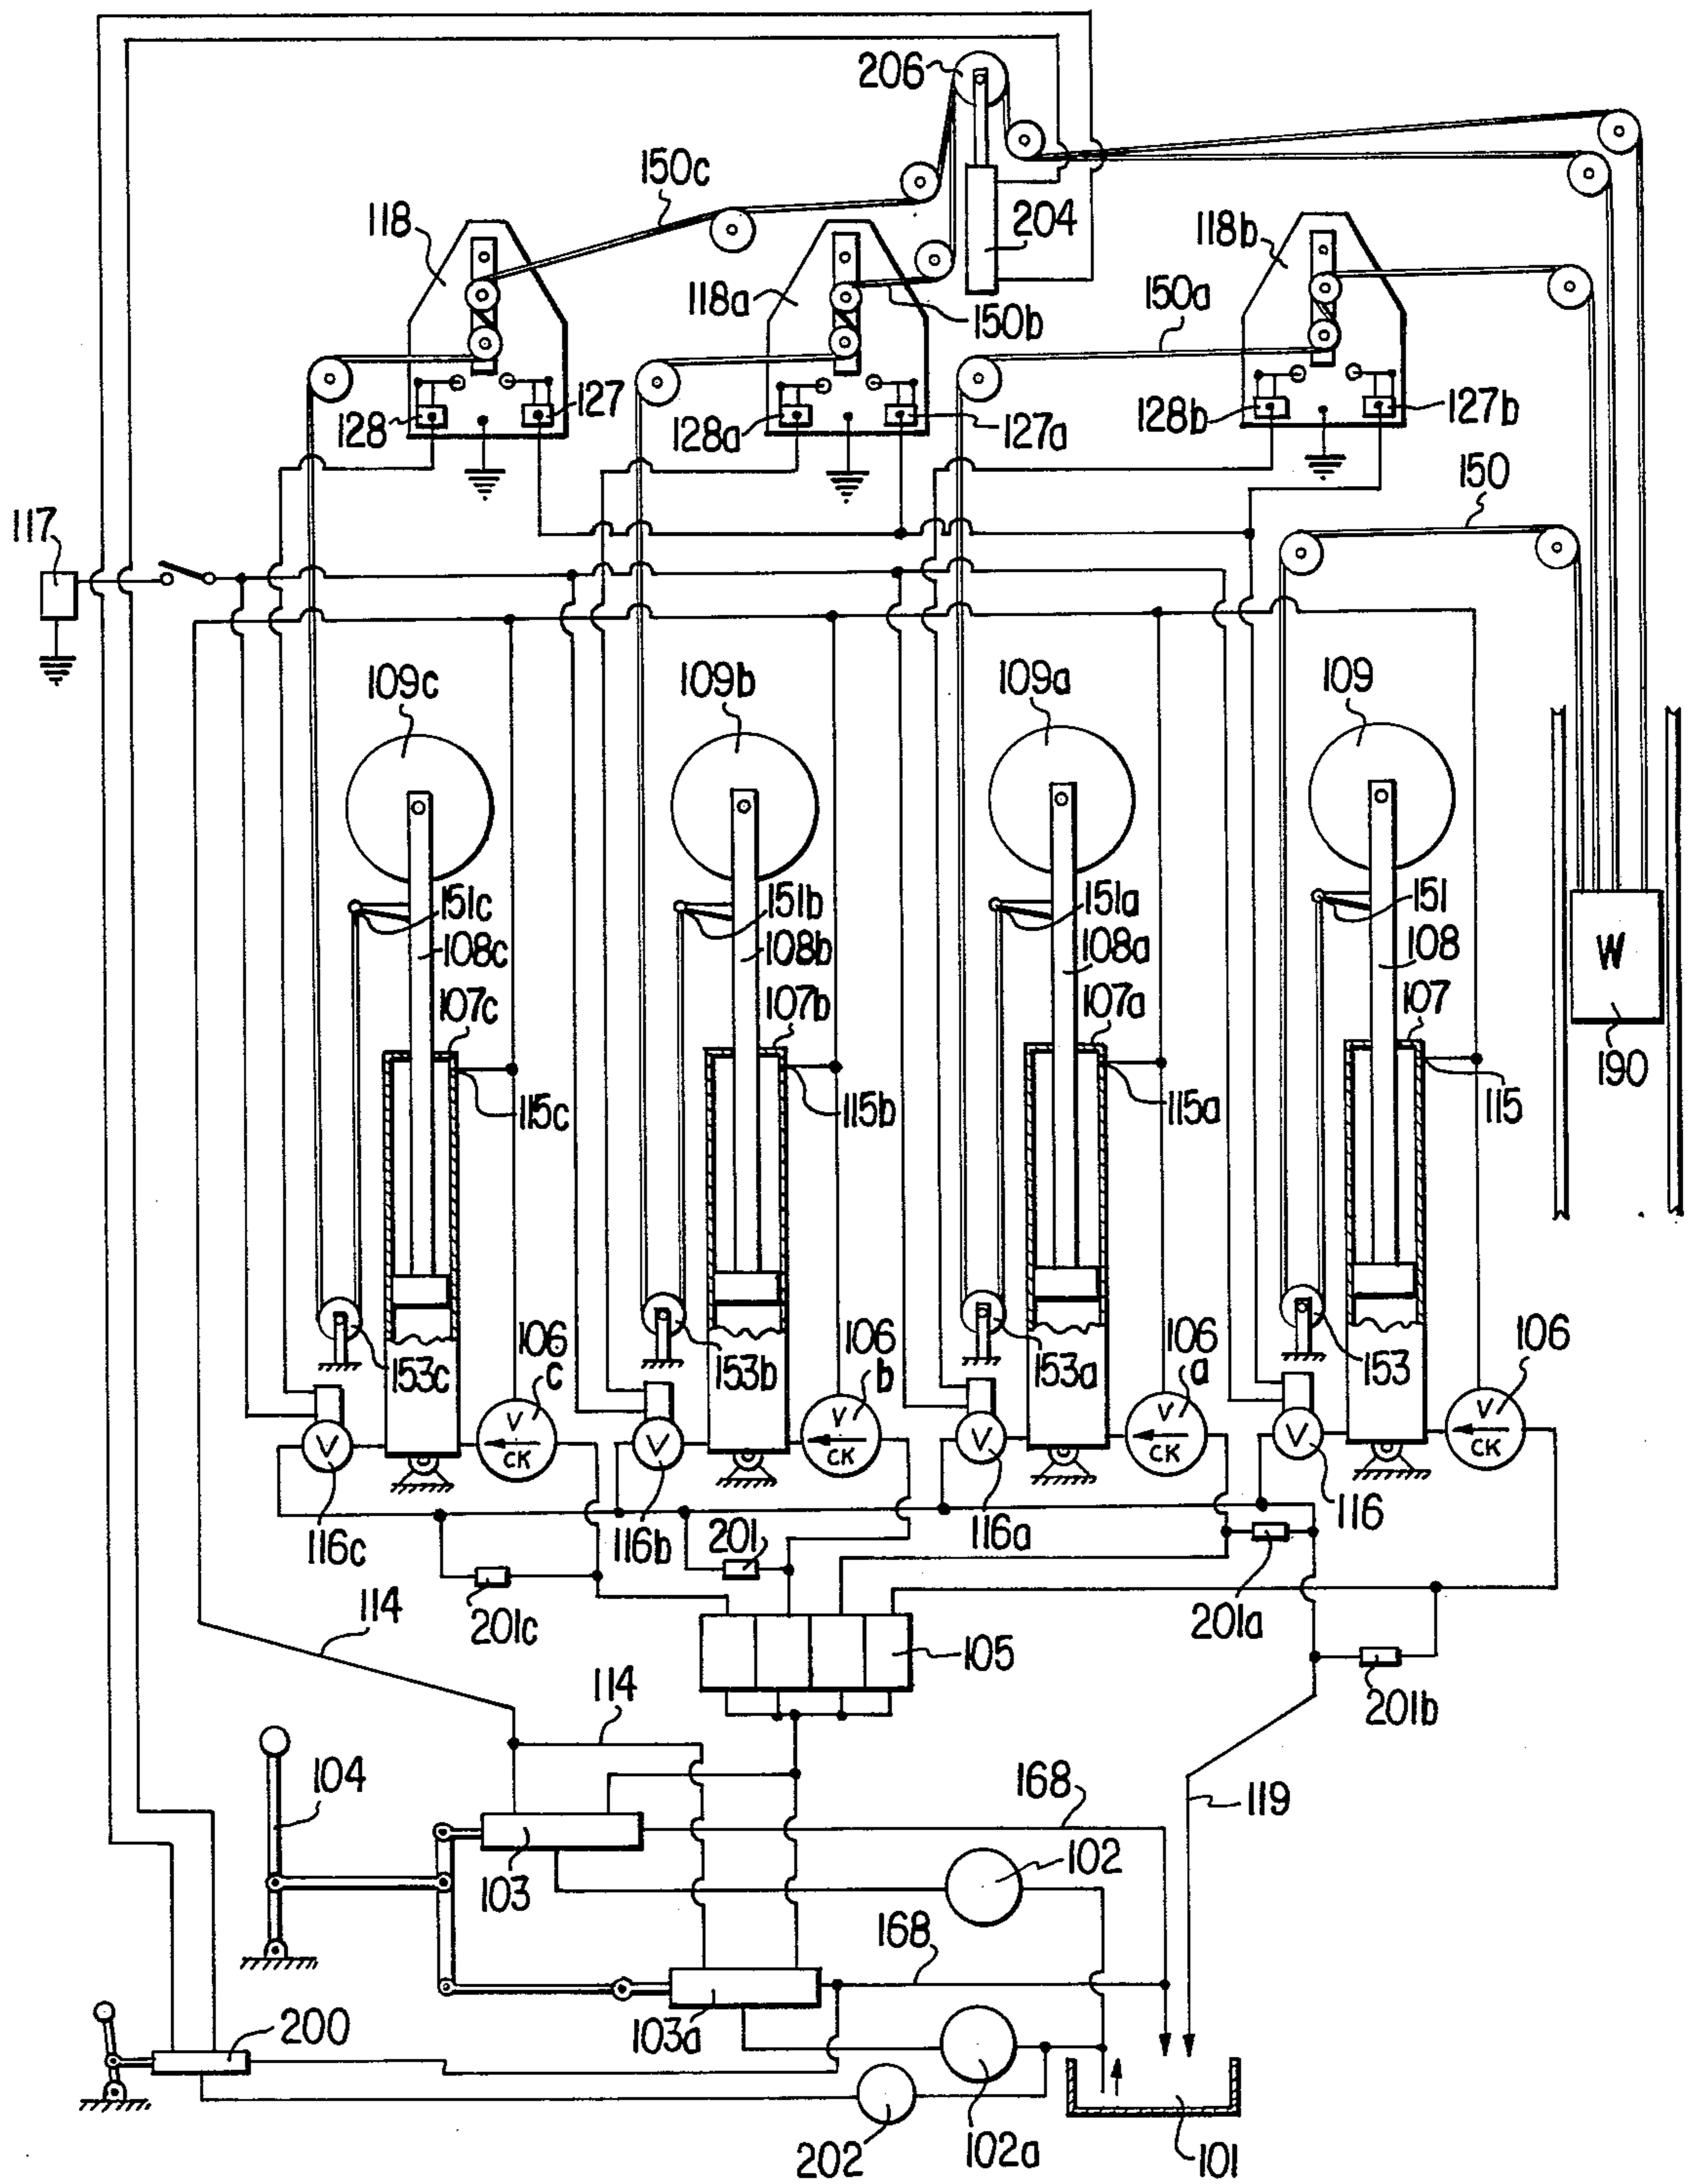 206
150c
118
204
118b
118a
150b
150a
128
127
128a
127a
128b
127b
150
117
109c
109b
109a
109
151c
151b
151a
151
108c
108b
108a
108
W
107c
107b
107a
107
190
115c
115b
115a
115
106
c
106
b
106
a
106
153c
153b
153a
153
V
V
CK
V
V
CK
V
V
CK
V
V
CK
116c
116b
201
116a
116
201c
201a
114
105
114
201b
104
168
119
103
102
168
103a
200
202
102a
101